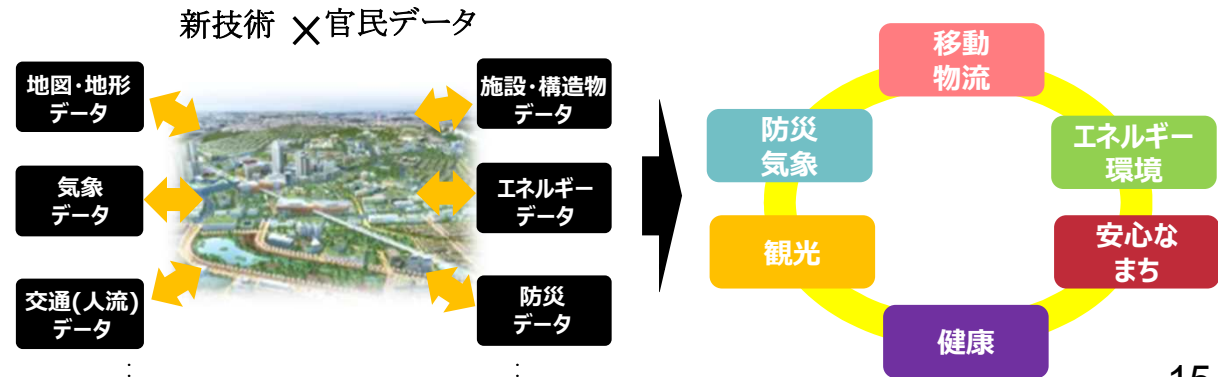 新技術 ×官民データ
地図・地形
データ
気象
データ
交通(人流)
データ
⋮
施設・構造物
データ
エネルギー
データ
防災
データ
⋮
移動
物流
エネルギー
環境
安心な
まち
健康
観光
防災
気象
15